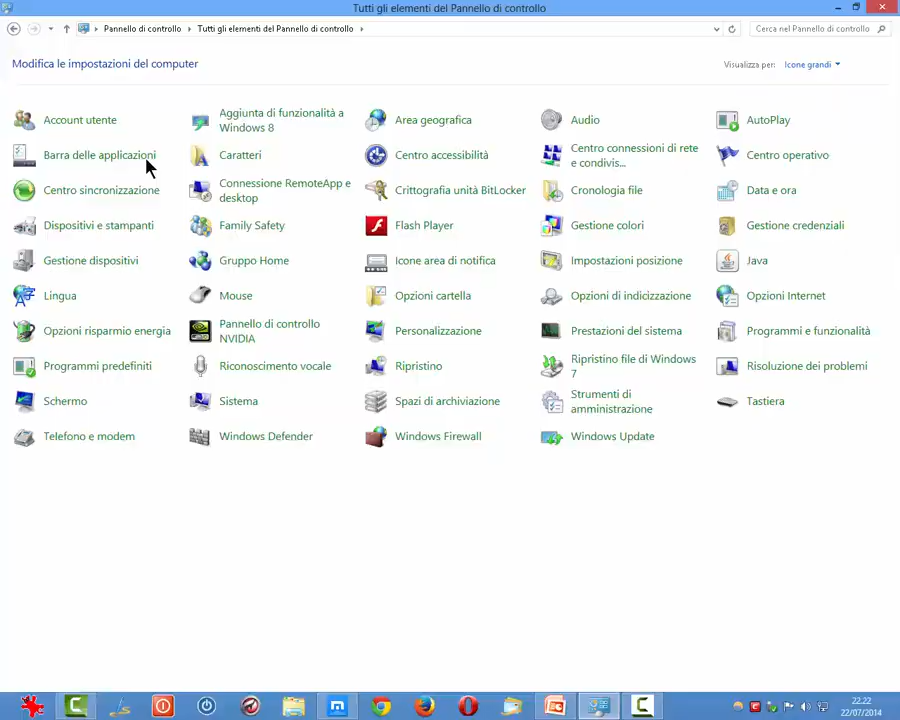 Tutti gli elementi del Pannello di controllo
Pannello di controllo
Tutti gli elementi del Pannello di controllo
Cerca nel Pannello di controllo
Modifica le impostazioni del computer
Visualizza per:
Icone grandi
Account utente
Aggiunta di funzionalità a
Windows 8
Area geografica
Audio
AutoPlay
Barra delle applicazioni
Caratteri
Centro accessibilità
Centro connessioni di rete
e condivis...
Centro operativo
Centro sincronizzazione
Connessione RemoteApp e
desktop
Crittografia unità BitLocker
Cronologia file
Data e ora
Dispositivi e stampanti
Family Safety
Flash Player
Gestione colori
Gestione credenziali
Gestione dispositivi
Gruppo Home
Icone area di notifica
Impostazioni posizione
Java
Lingua
Mouse
Opzioni cartella
Opzioni di indicizzazione
Opzioni Internet
Opzioni risparmio energia
Pannello di controllo
NVIDIA
Personalizzazione
Prestazioni del sistema
Programmi e funzionalità
Programmi predefiniti
Riconoscimento vocale
Ripristino
Ripristino file di Windows
7
Risoluzione dei problemi
Schermo
Sistema
Spazi di archiviazione
Strumenti di
amministrazione
Tastiera
Telefono e modem
Windows Defender
Windows Firewall
Windows Update
22.22
22/07/2014